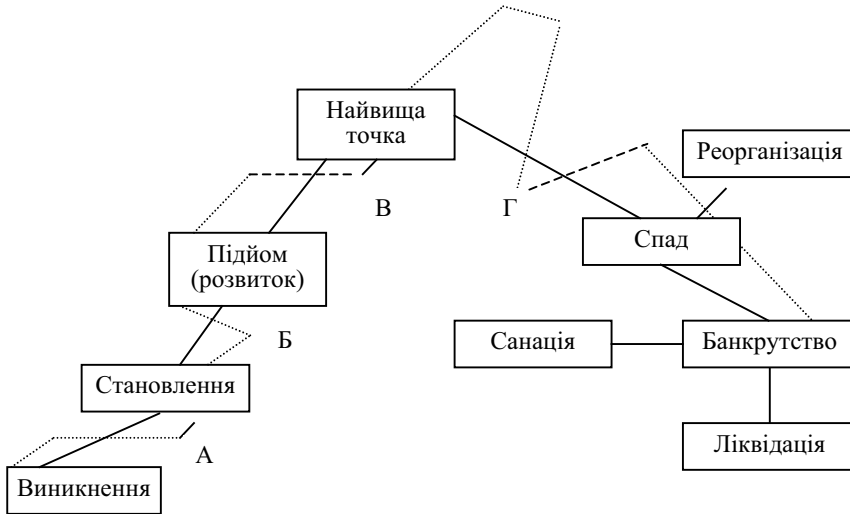 Найвища
точка
Реорганізація
В
Г
Підйом
(розвиток)
Спад
Б
Санація
Банкрутство
Становлення
А
Ліквідація
Виникнення